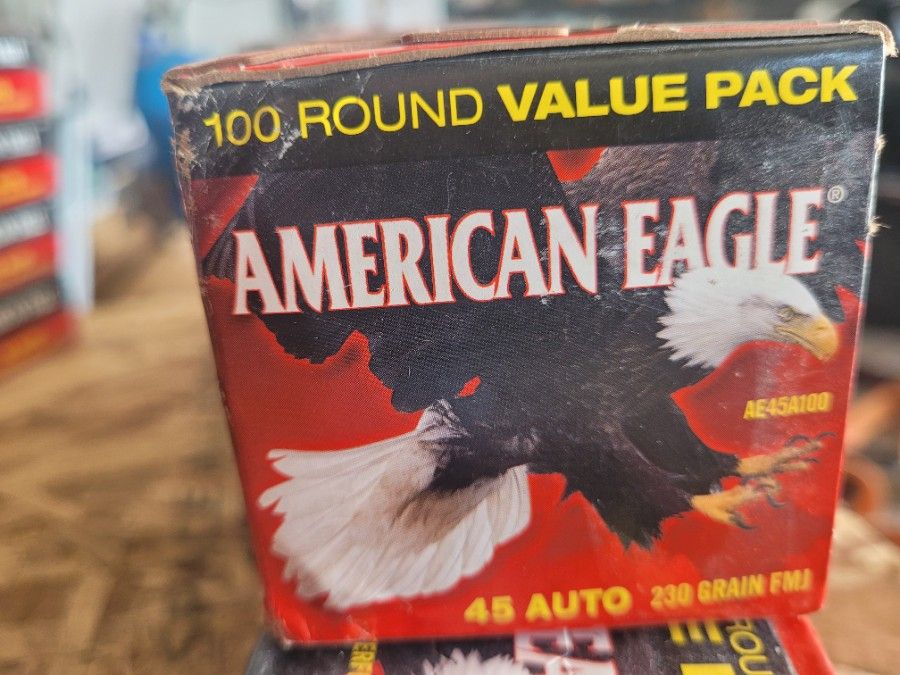 100 ROUND VALUE PACK
AMERICAN EAGLE®
AE45A100
45 AUTO 230 GRAIN FMJ